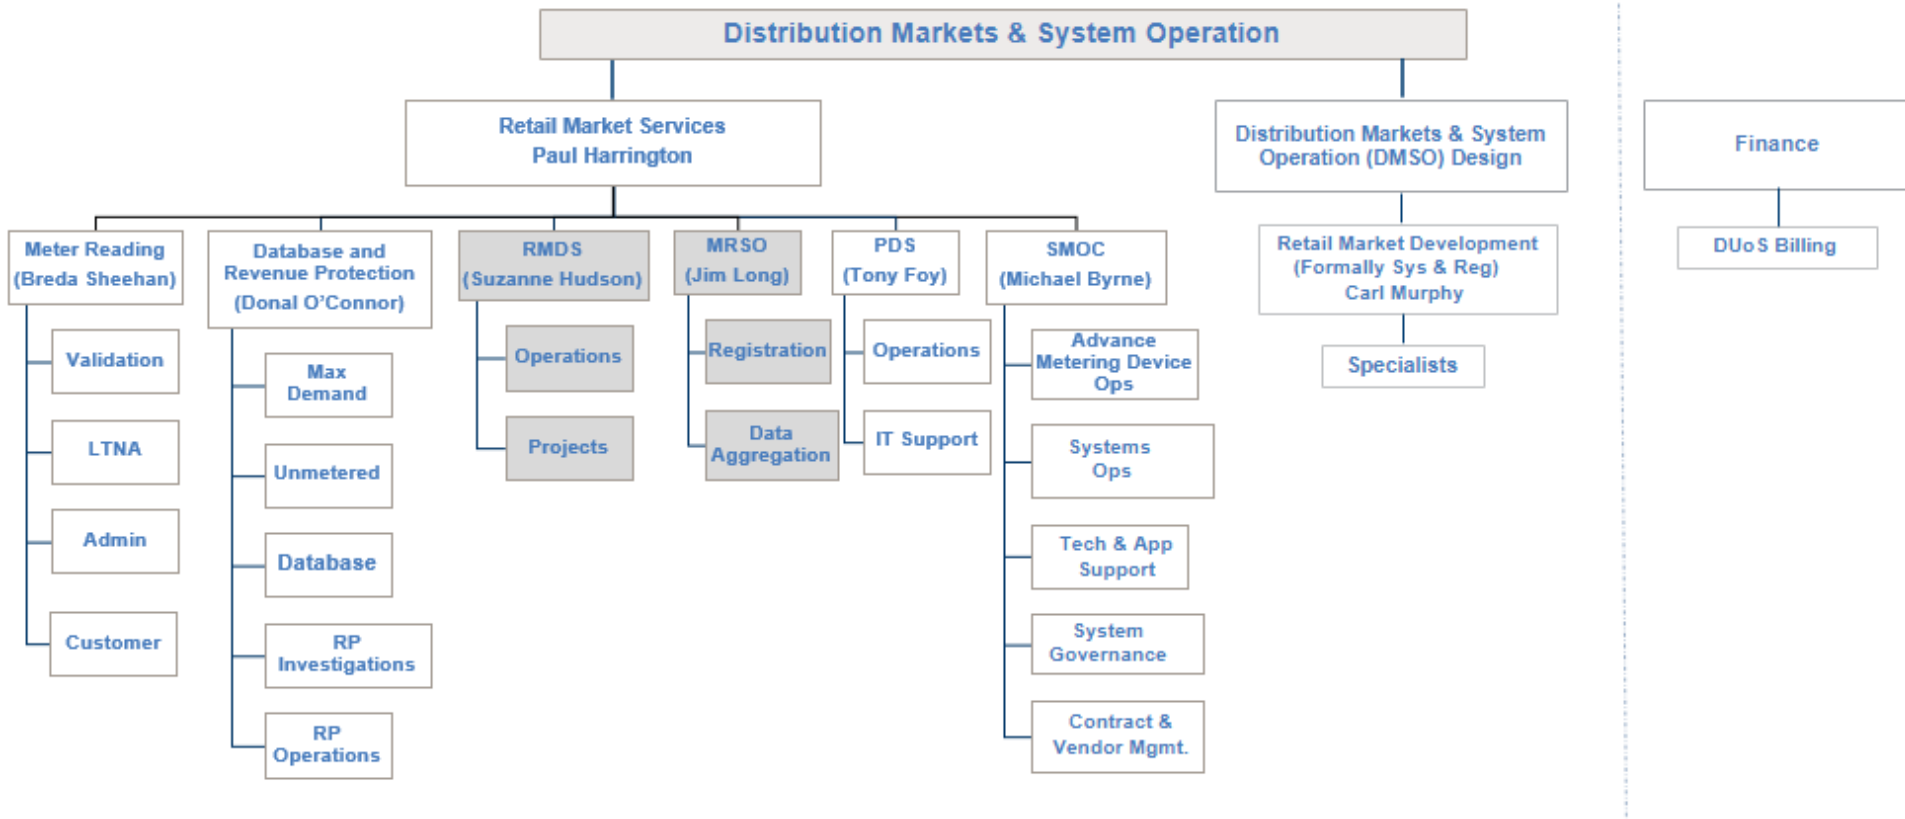 Distribution Markets & System Operation
Retail Market Services
Paul Harrington
Distribution Markets & System
Operation (DMSO) Design
Finance
Meter Reading
(Breda Sheehan)
Database and
Revenue Protection
(Donal O'Connor)
RMDS
(Suzanne Hudson)
MRSO
(Jim Long)
PDS
(Tony Foy)
SMOC
(Michael Byrne)
Retail Market Development
(Formally Sys & Reg)
Carl Murphy
DUoS Billing
Validation
LTNA
Admin
Customer
Max
Demand
Unmetered
Database
RP
Investigations
RP
Operations
Operations
Projects
Registration
Data
Aggregation
Operations
IT Support
Advance
Metering Device
Ops
Systems
Ops
Tech & App
Support
System
Governance
Contract &
Vendor Mgmt.
Specialists